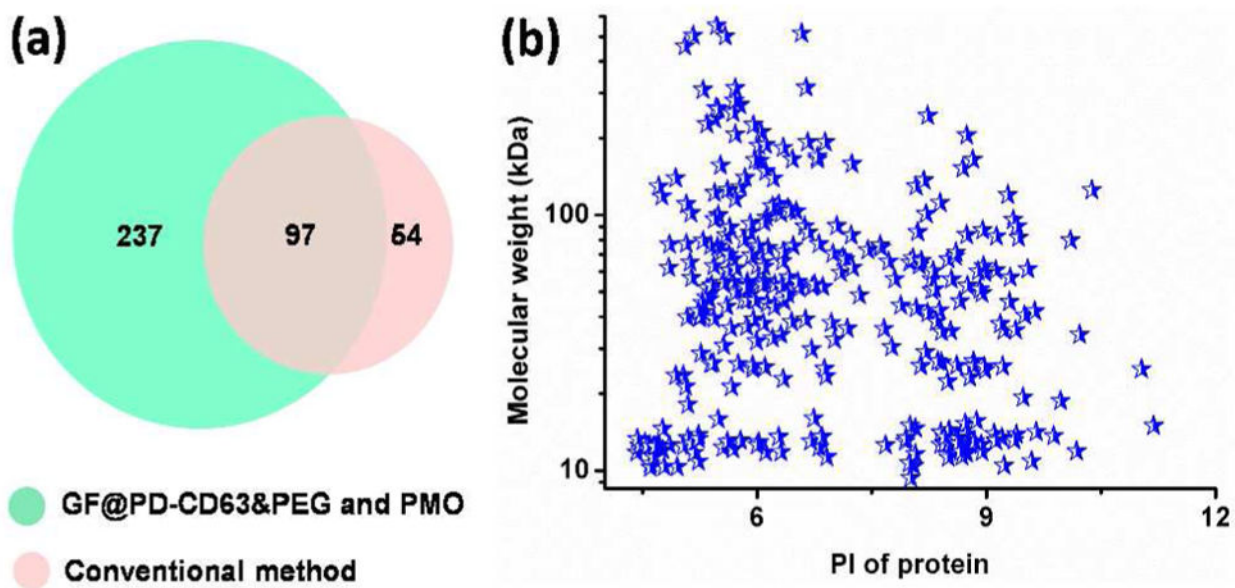 (a)
237
97
54
GF@PD-CD63&PEG and PMO
Conventional method
(b)
Molecular weight (kDa)
100
10
6
9
12
PI of protein